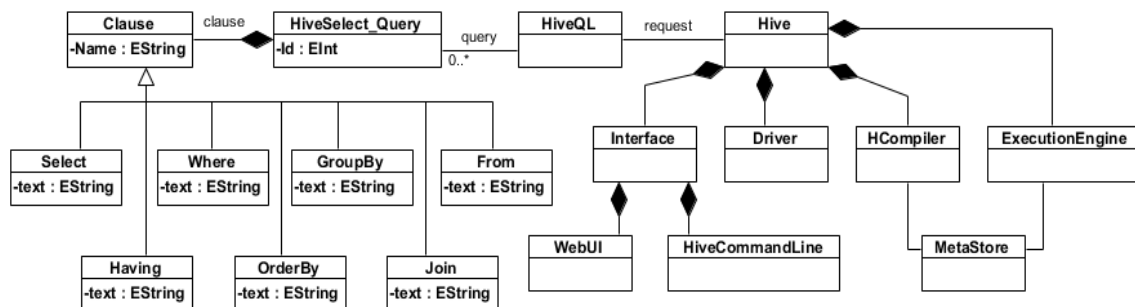 Clause
-Name : EString
clause
HiveSelect_Query
-Id : EInt
query
0..*
HiveQL
request
Hive
Interface
Driver
HCompiler
ExecutionEngine
Select
-text : EString
Where
-text : EString
GroupBy
-text : EString
From
-text : EString
WebUI
HiveCommandLine
MetaStore
Having
-text : EString
OrderBy
-text : EString
Join
-text : EString